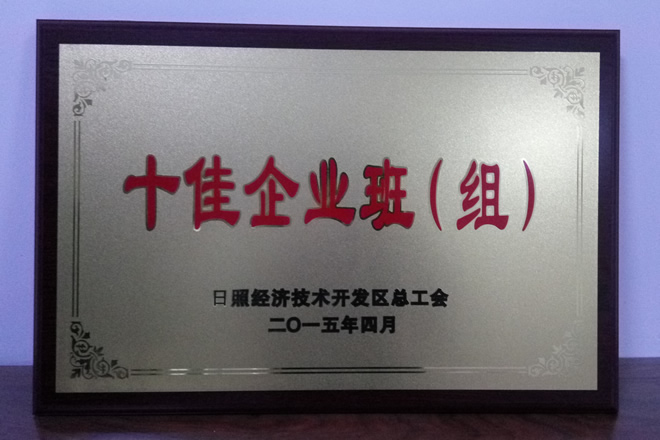 十佳企业班（组）
日照经济技术开发区总工会
二〇一五年四月